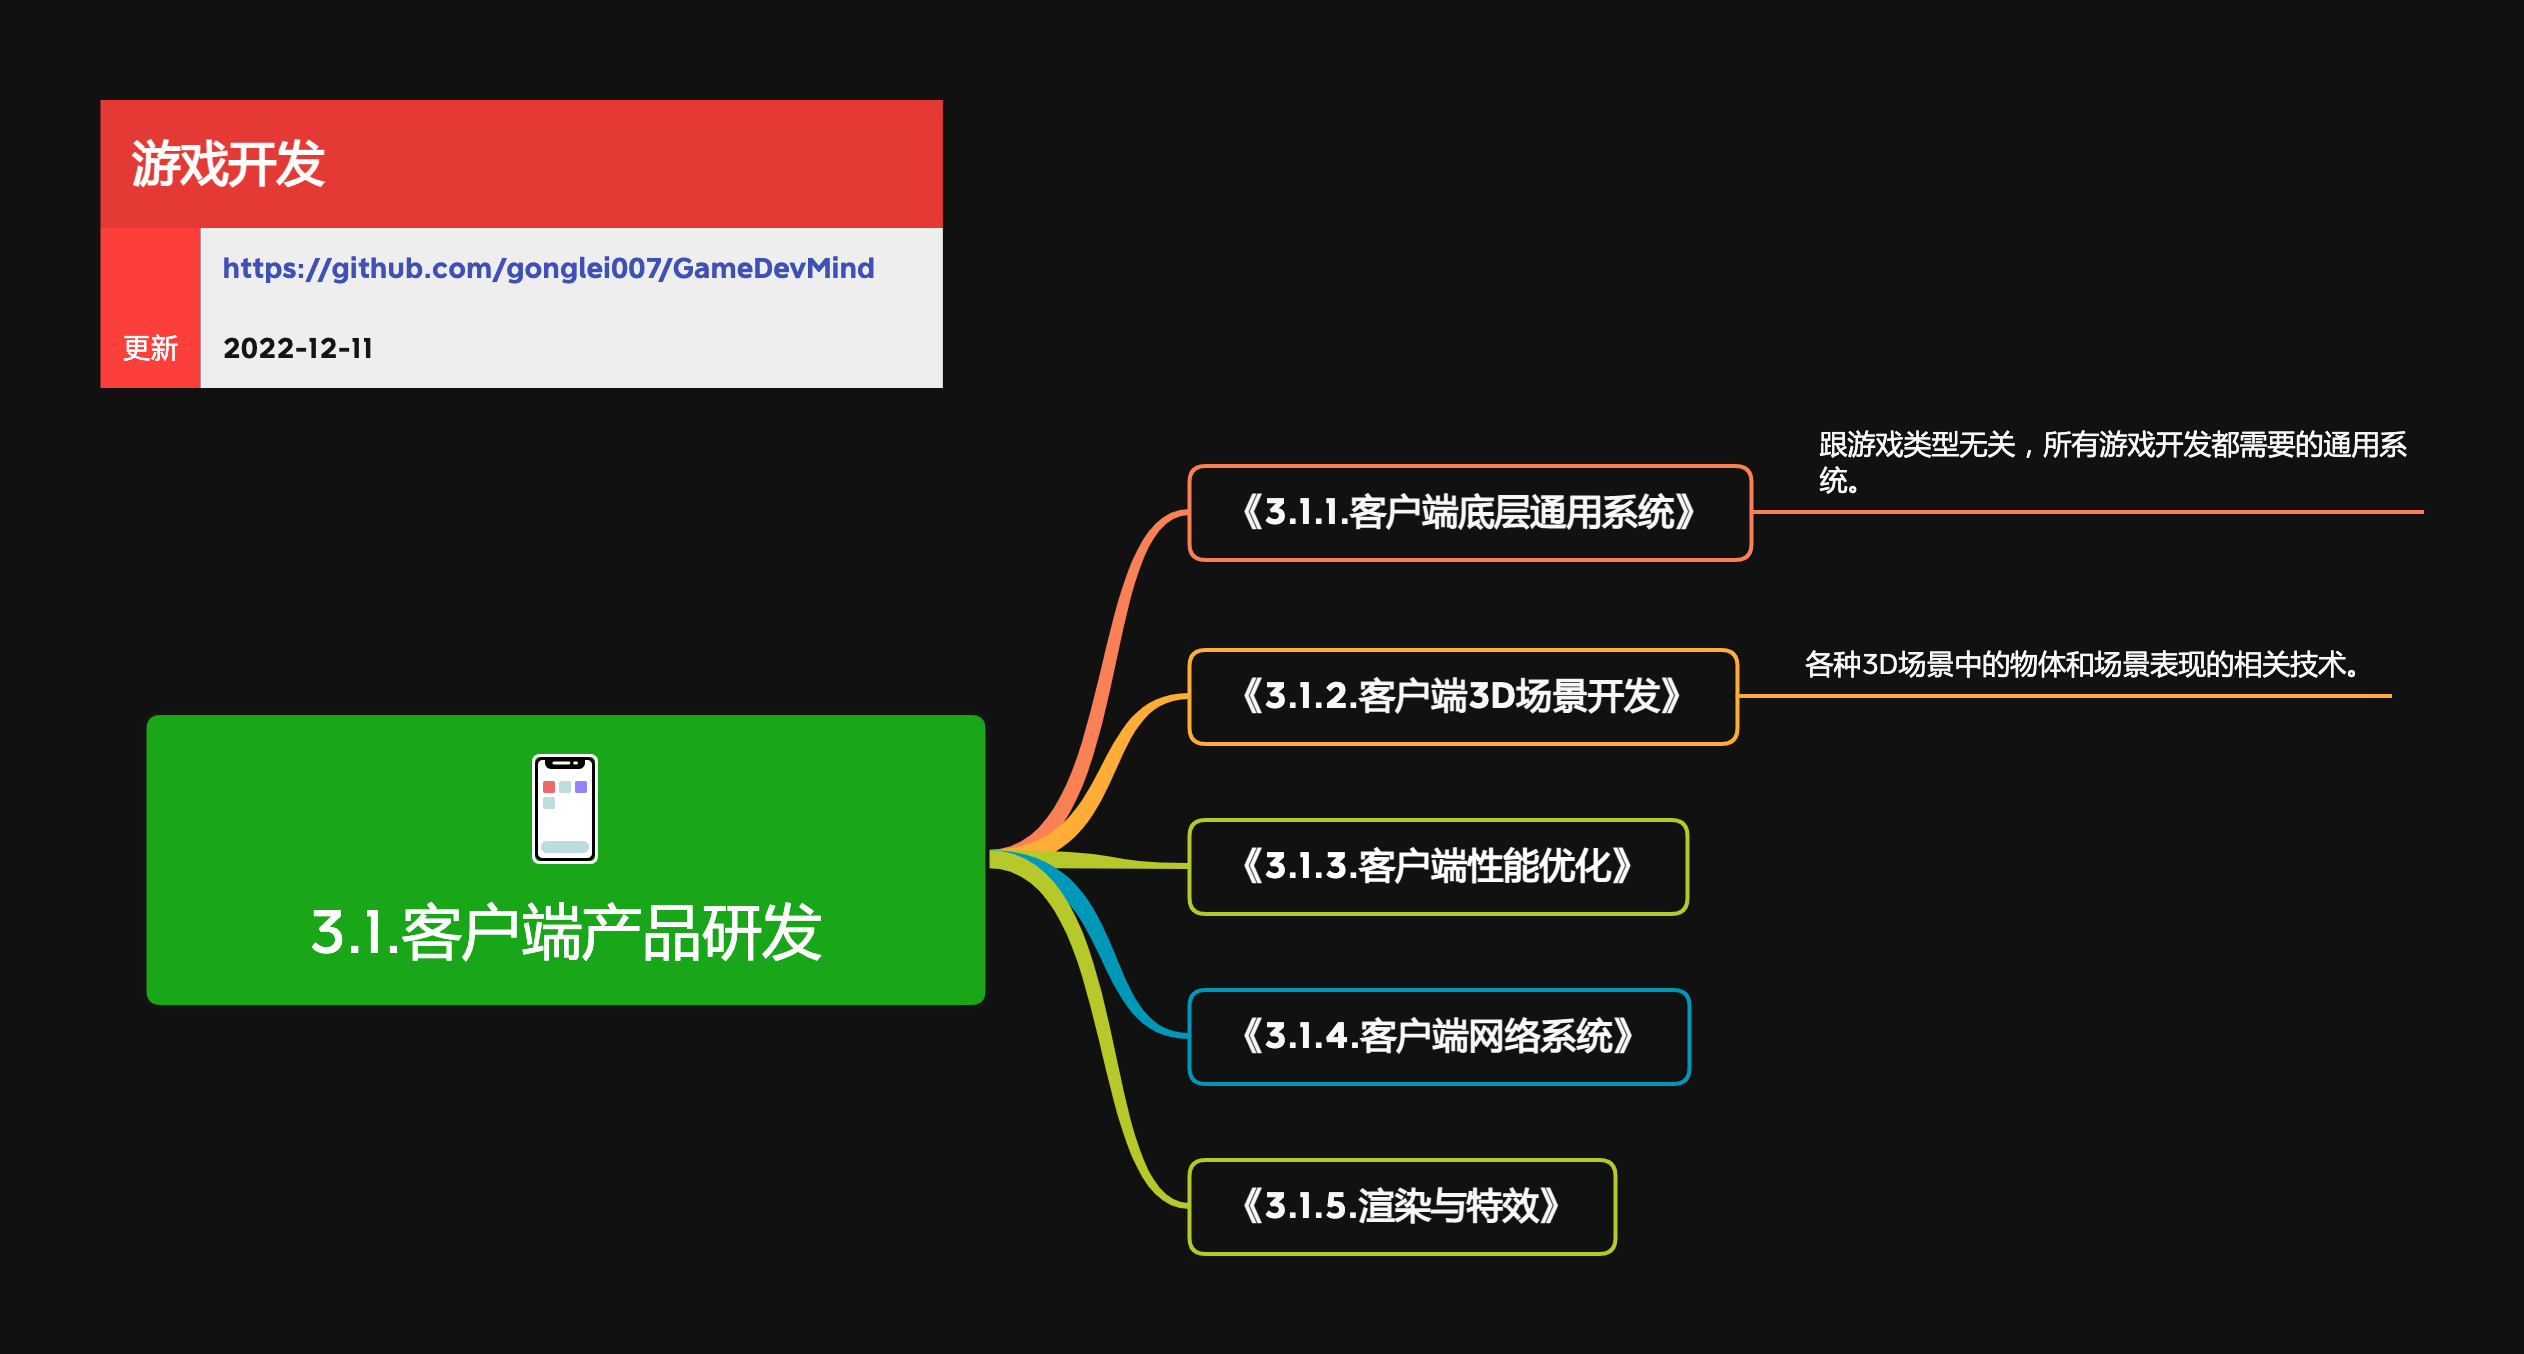 游戏开发
https://github.com/gonglei007/GameDevMind
更新 2022-12-11
3.1.客户端产品研发
《3.1.1.客户端底层通用系统》
跟游戏类型无关，所有游戏开发都需要的通用系
统。
《3.1.2.客户端3D场景开发》
各种3D场景中的物体和场景表现的相关技术。
《3.1.3.客户端性能优化》
《3.1.4.客户端网络系统》
《3.1.5.渲染与特效》